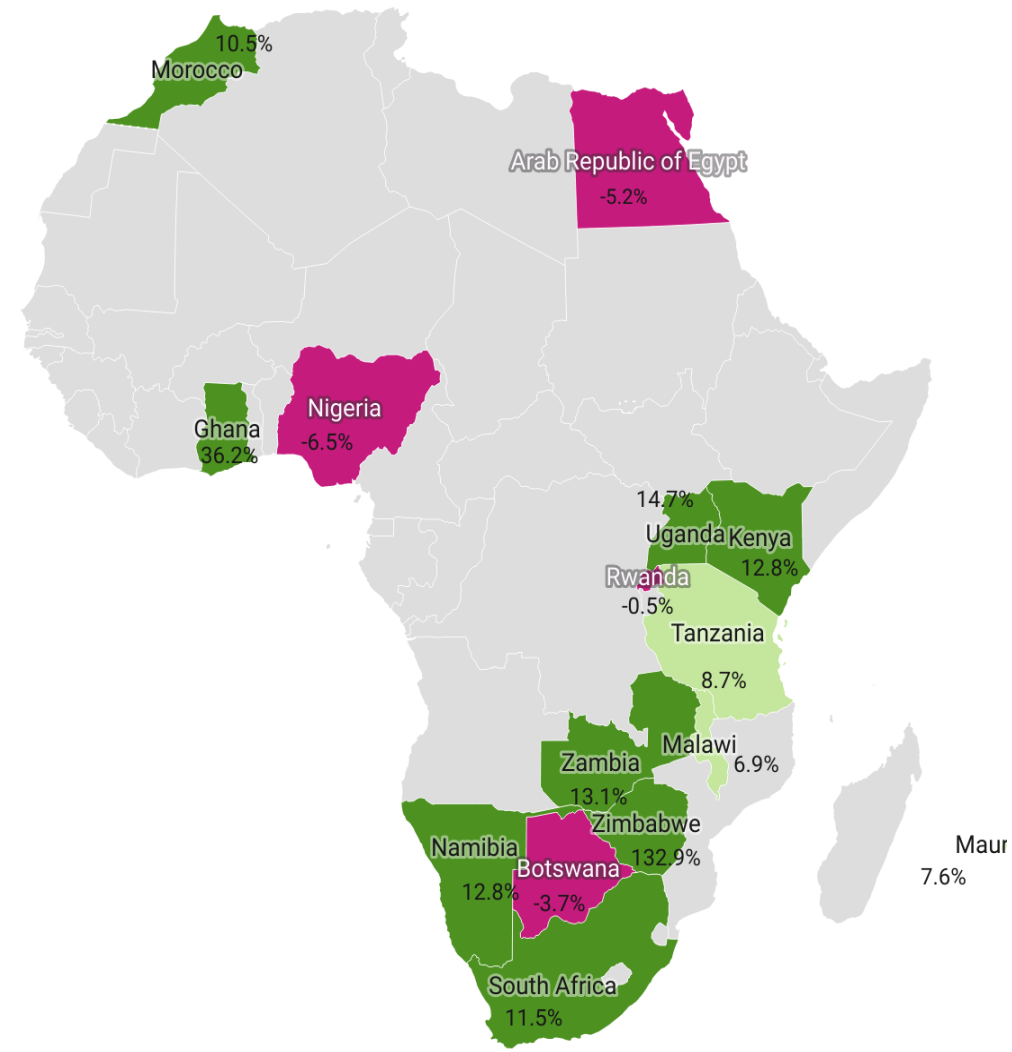 10.5%
Morocco
Arab Republic of Egypt
-5.2%
Nigeria
-6.5%
Ghana
36.2%
14.7%
Uganda
Kenya
12.8%
Rwanda
-0.5%
Tanzania
8.7%
Malawi
6.9%
Zambia
13.1%
Zimbabwe
132.9%
Namibia
12.8%
Botswana
-3.7%
Maur
7.6%
South Africa
11.5%